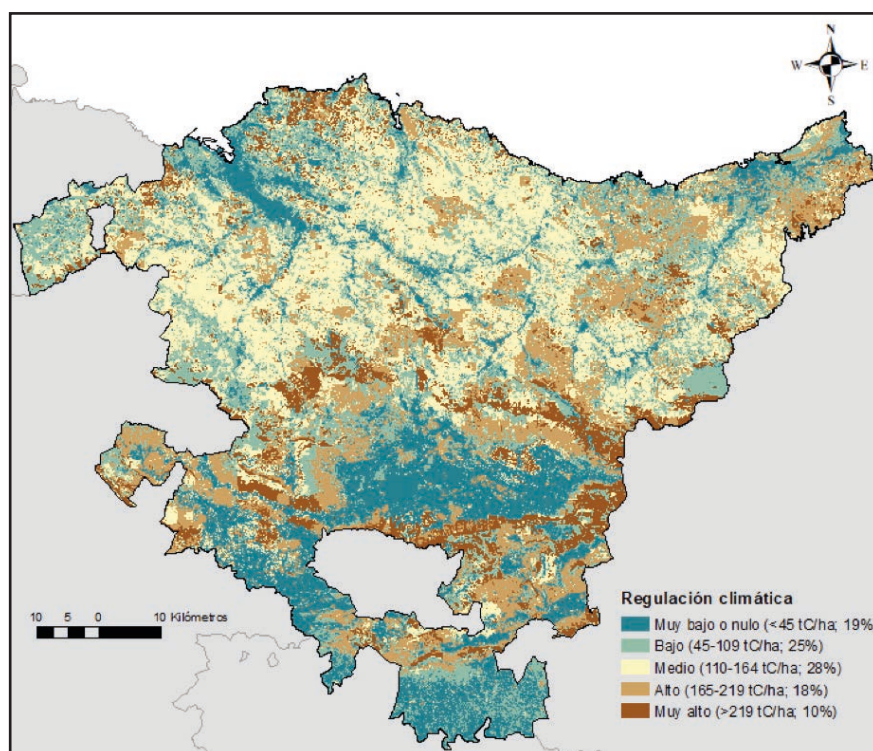 N
W E
S
10 5 0 10 Kilómetros
Regulación climática
Muy bajo o nulo (<45 tC/ha; 19%
Bajo (45-109 tC/ha; 25%)
Medio (110-164 tC/ha; 28%)
Alto (165-219 tC/ha; 18%)
Muy alto (>219 tC/ha; 10%)